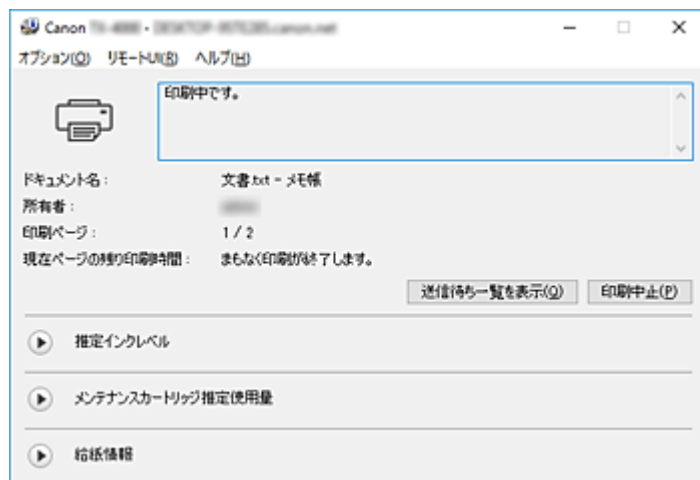 Canon
オプション(O) リモートUI(R) ヘルプ(H)
印刷中です。
ドキュメント名： 文書.txt - メモ帳
所有者：
印刷ページ： 1 / 2
現在ページの残り印刷時間： まもなく印刷が終了します。
送信待ち一覧を表示(Q) 印刷中止(P)
推定インクレベル
メンテナンスカートリッジ推定使用量
給紙情報